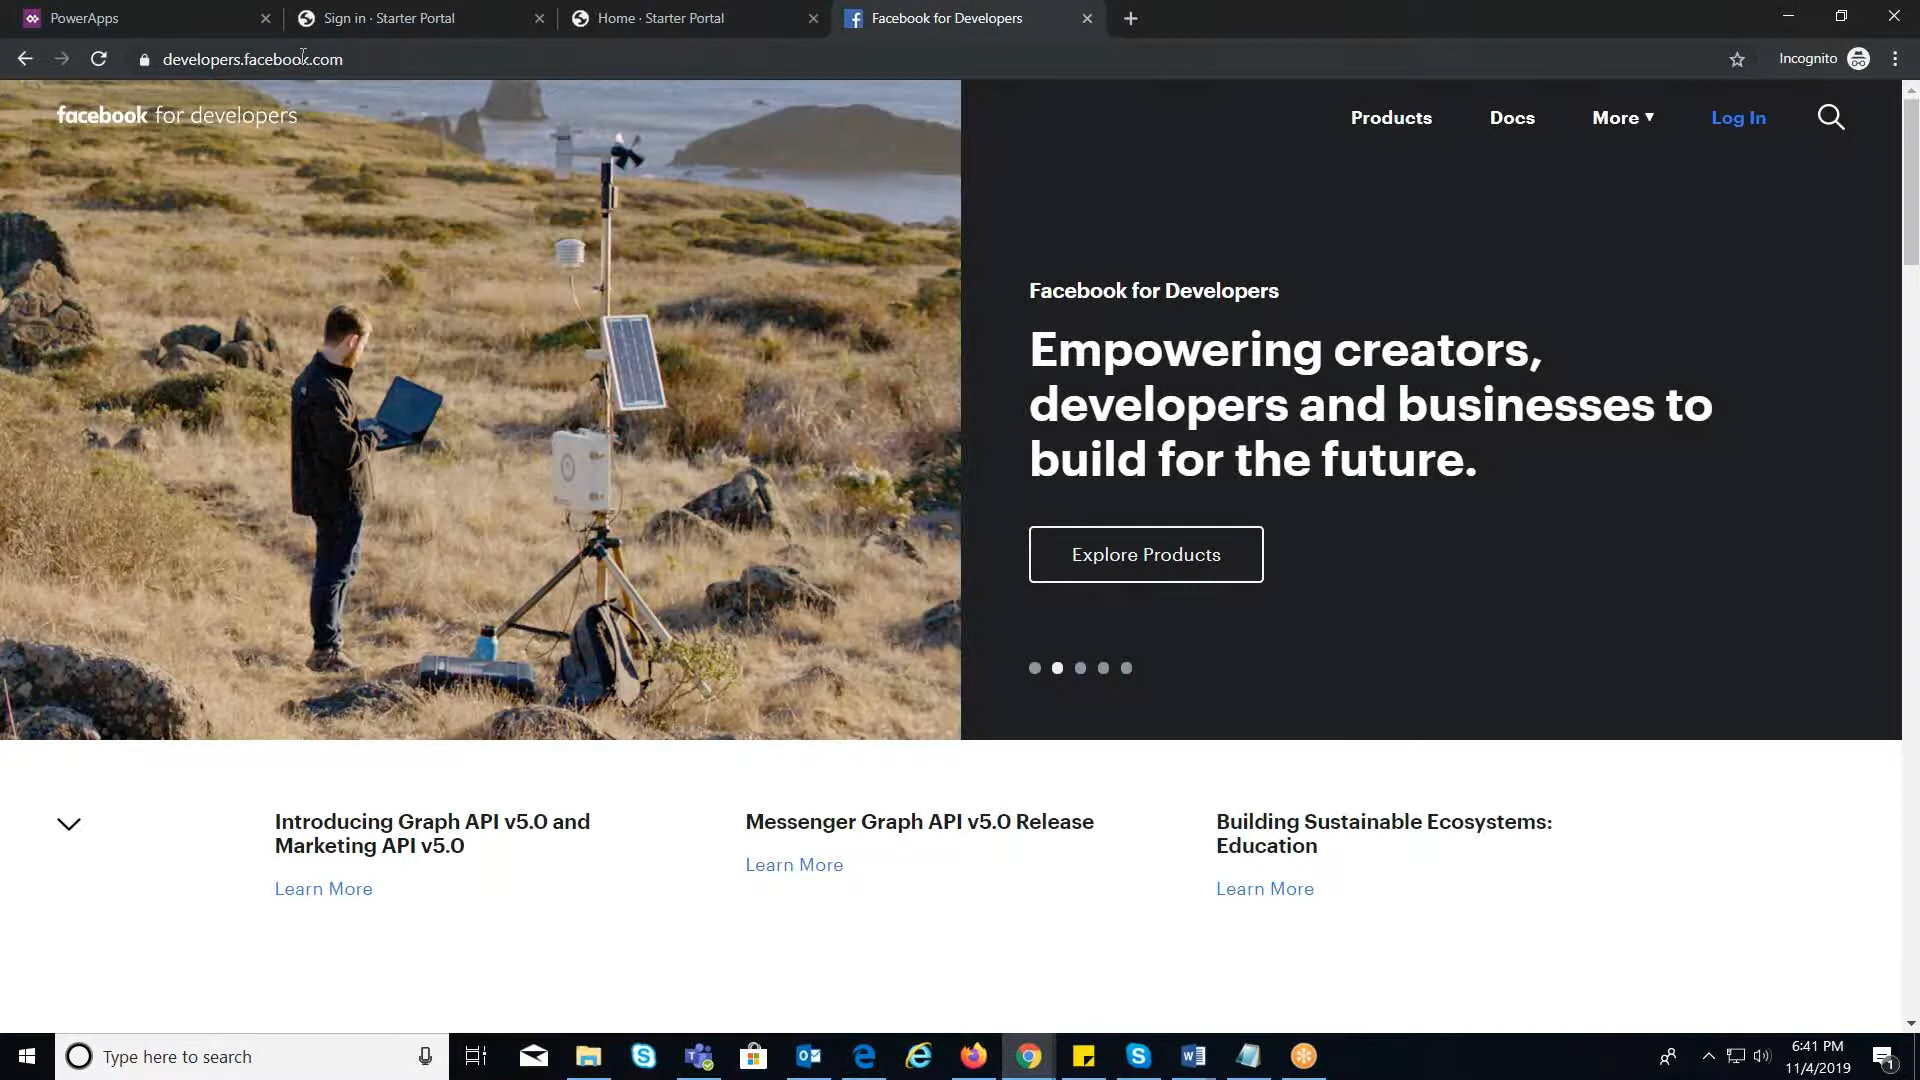 PowerApps
Sign in · Starter Portal
Home · Starter Portal
Facebook for Developers
developers.facebook.com
Incognito
facebook for developers
Products
Docs
More ▼
Log In
Facebook for Developers
Empowering creators,
developers and businesses to
build for the future.
Explore Products
Introducing Graph API v5.0 and
Marketing API v5.0
Learn More
Messenger Graph API v5.0 Release
Learn More
Building Sustainable Ecosystems:
Education
Learn More
Type here to search
6:41 PM
11/4/2019
1